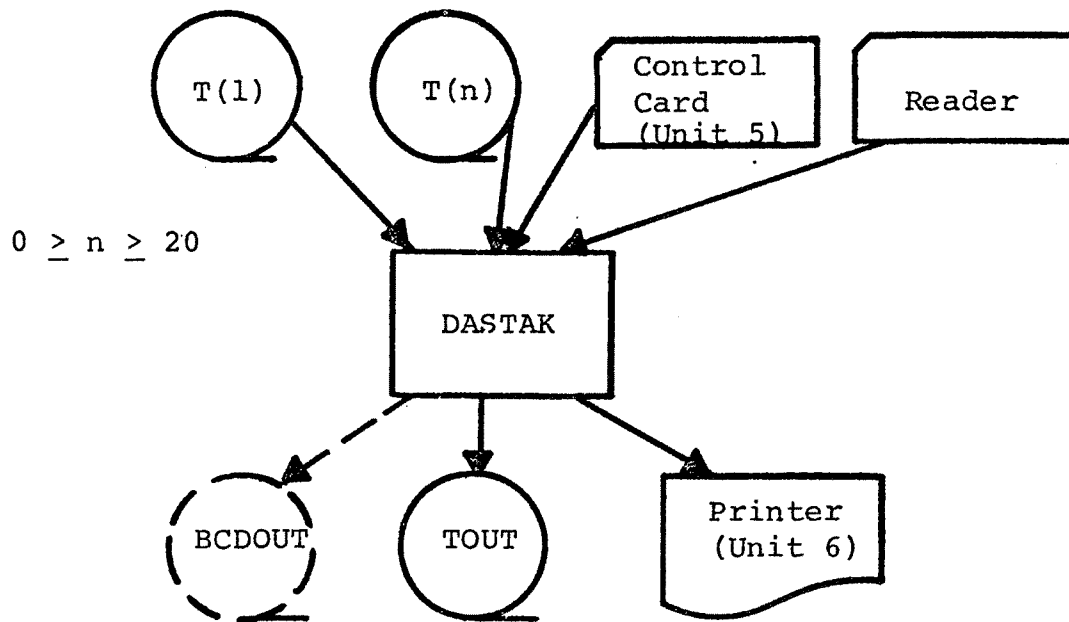 T(1)
T(n)
Control
Card
(Unit 5)
Reader
0 ≥ n ≥ 20
DASTAK
BCDOUT
TOUT
Printer
(Unit 6)